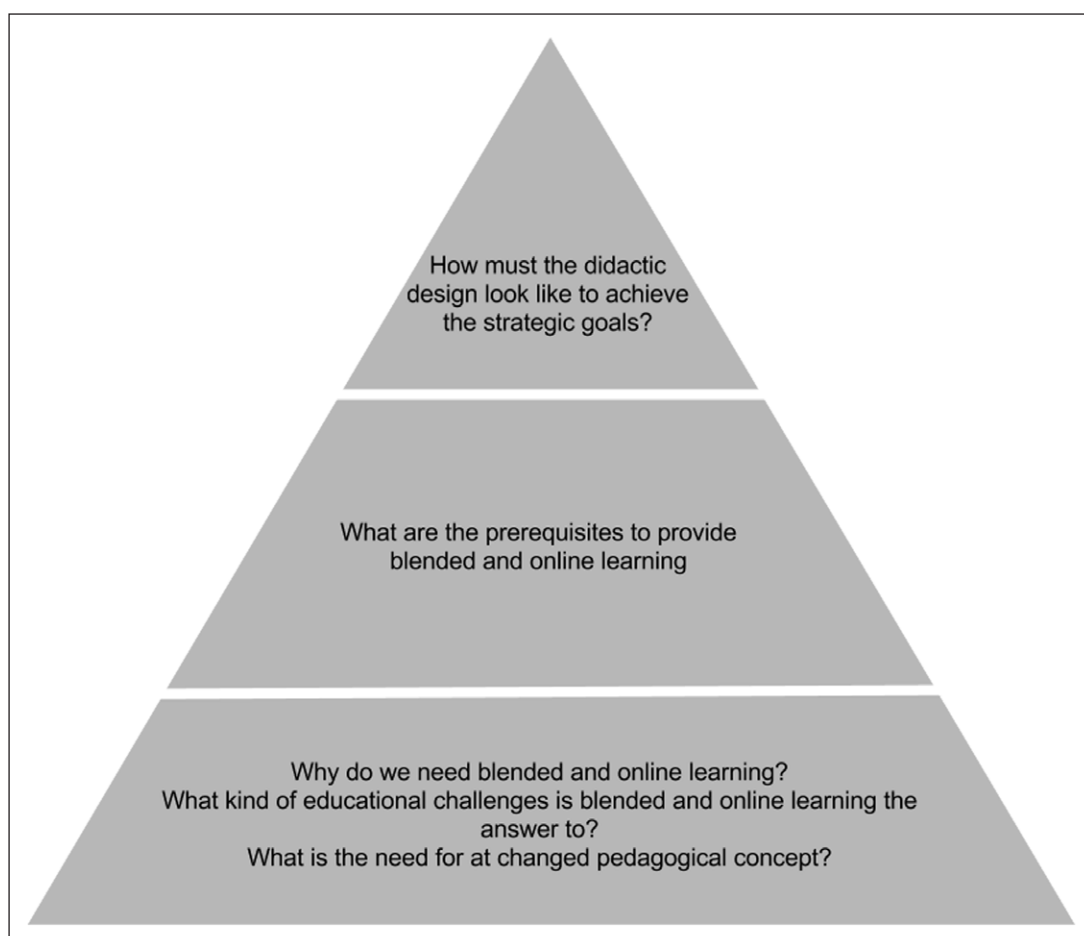 How must the didactic
design look like to achieve
the strategic goals?
What are the prerequisites to provide
blended and online learning
Why do we need blended and online learning?
What kind of educational challenges is blended and online learning the
answer to?
What is the need for at changed pedagogical concept?